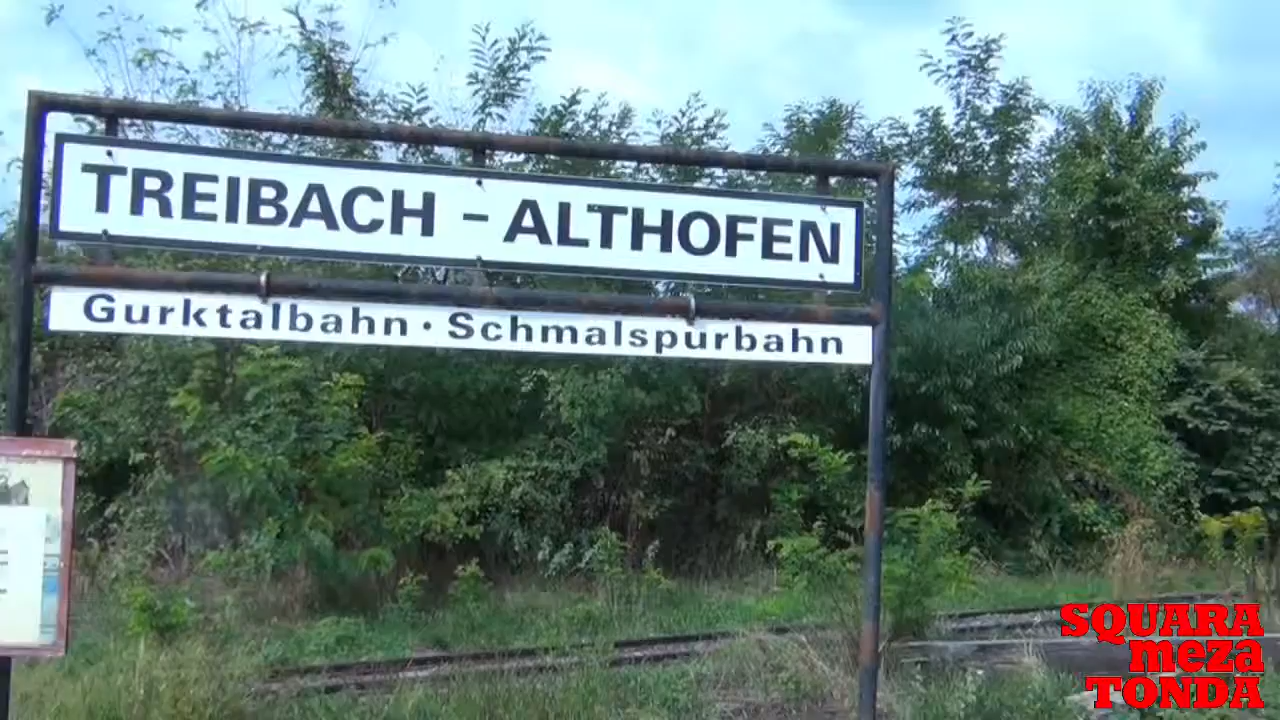 TREIBACH - ALTHOFEN
Gurktalbahn · Schmalspurbahn
SQUARA
meza
TONDA